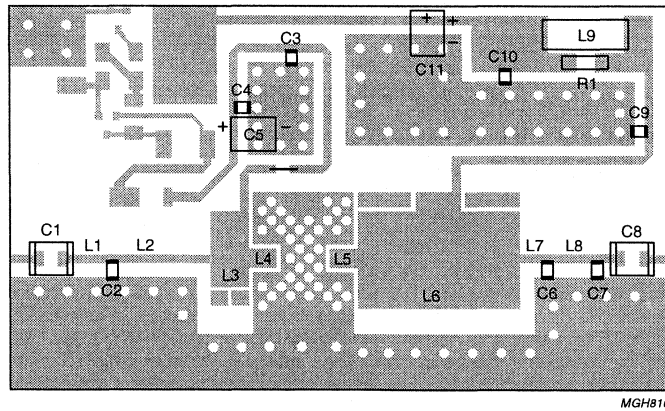 + +
L9
C3
−
C10
C11
R1
C4
C9
+ C5 −
C1
C8
L1 L2
L7 L8
L4 L5
L3
C2
C6 C7
L6
MGH816